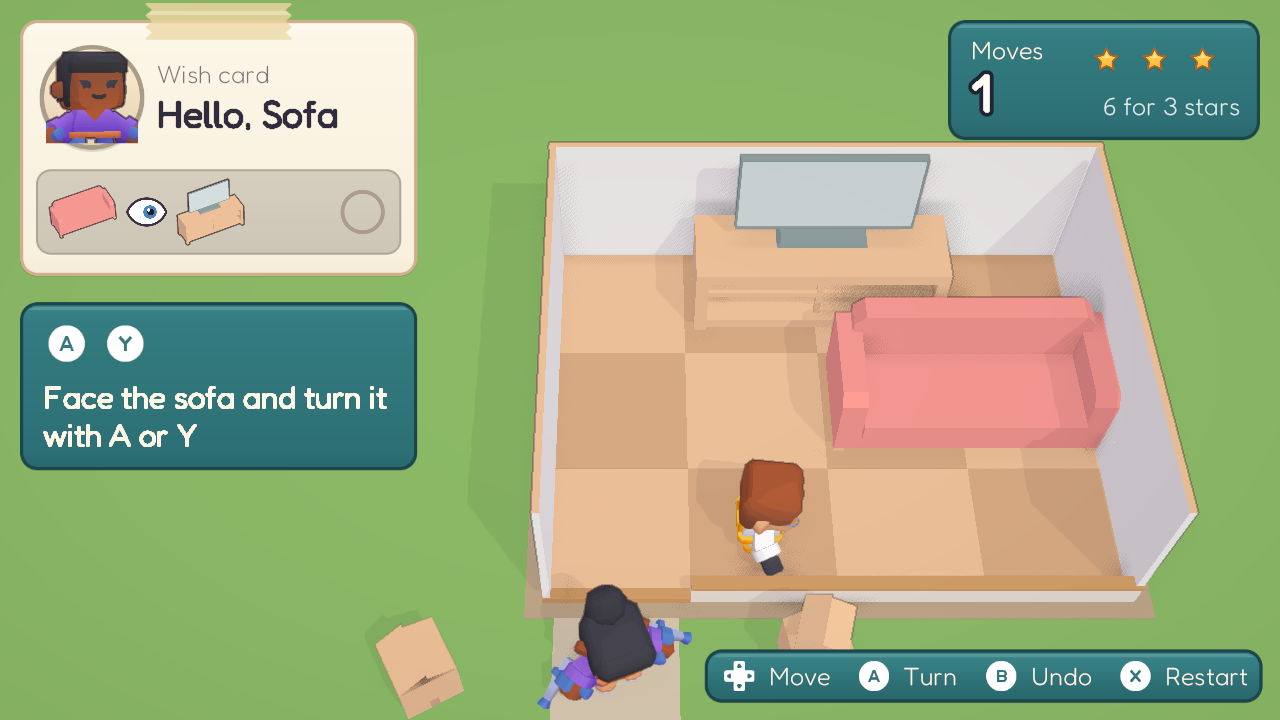 Wish card
Hello, Sofa
A Y
Face the sofa and turn it
with A or Y
Moves
1
6 for 3 stars
Move A Turn B Undo X Restart